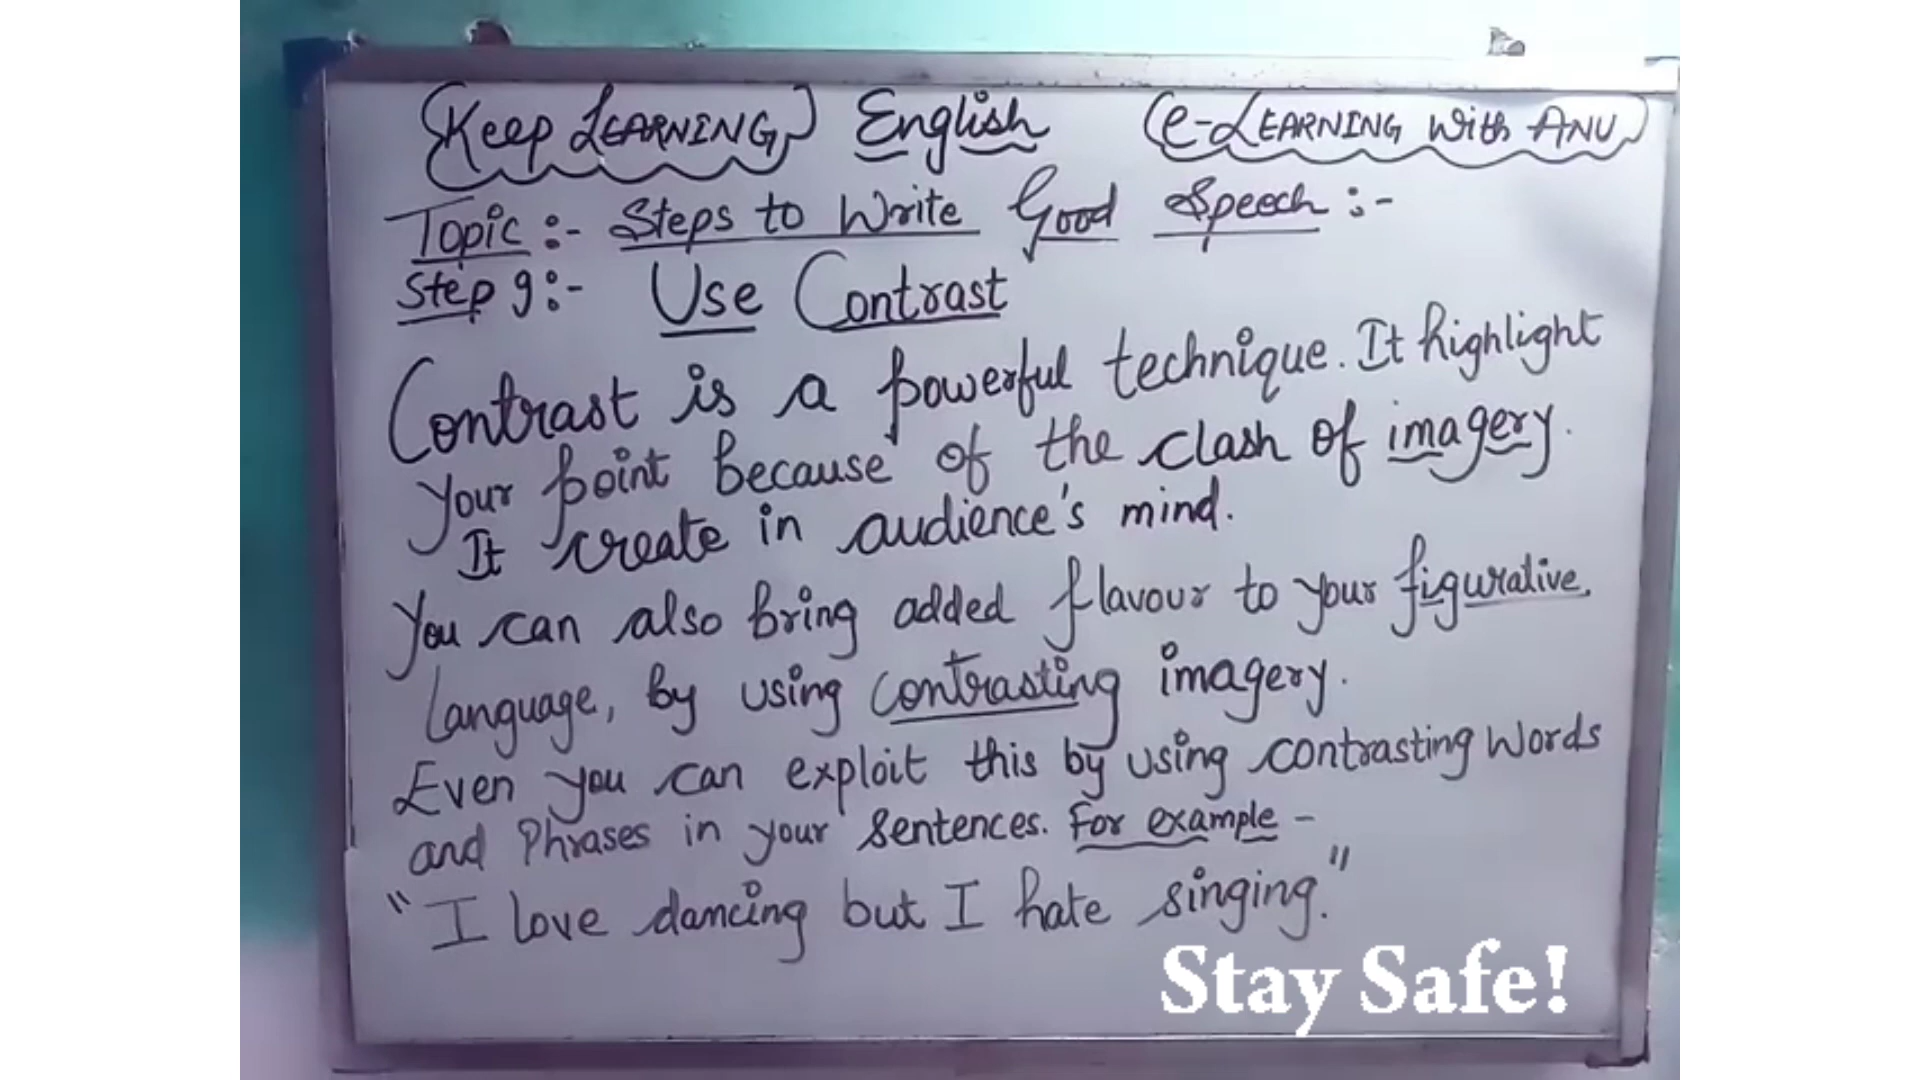 Keep LEARNING English e-LEARNING With ANU
Topic :- Steps to Write Good Speech :-
Step 9:- Use Contrast
Contrast is a powerful technique. It highlight
your point because of the clash of imagery.
It create in audience's mind.
You can also bring added flavour to your figurative
language, by using contrasting imagery.
Even you can exploit this by using contrasting words
and Phrases in your sentences. For example -
"I love dancing but I hate singing."
Stay Safe!